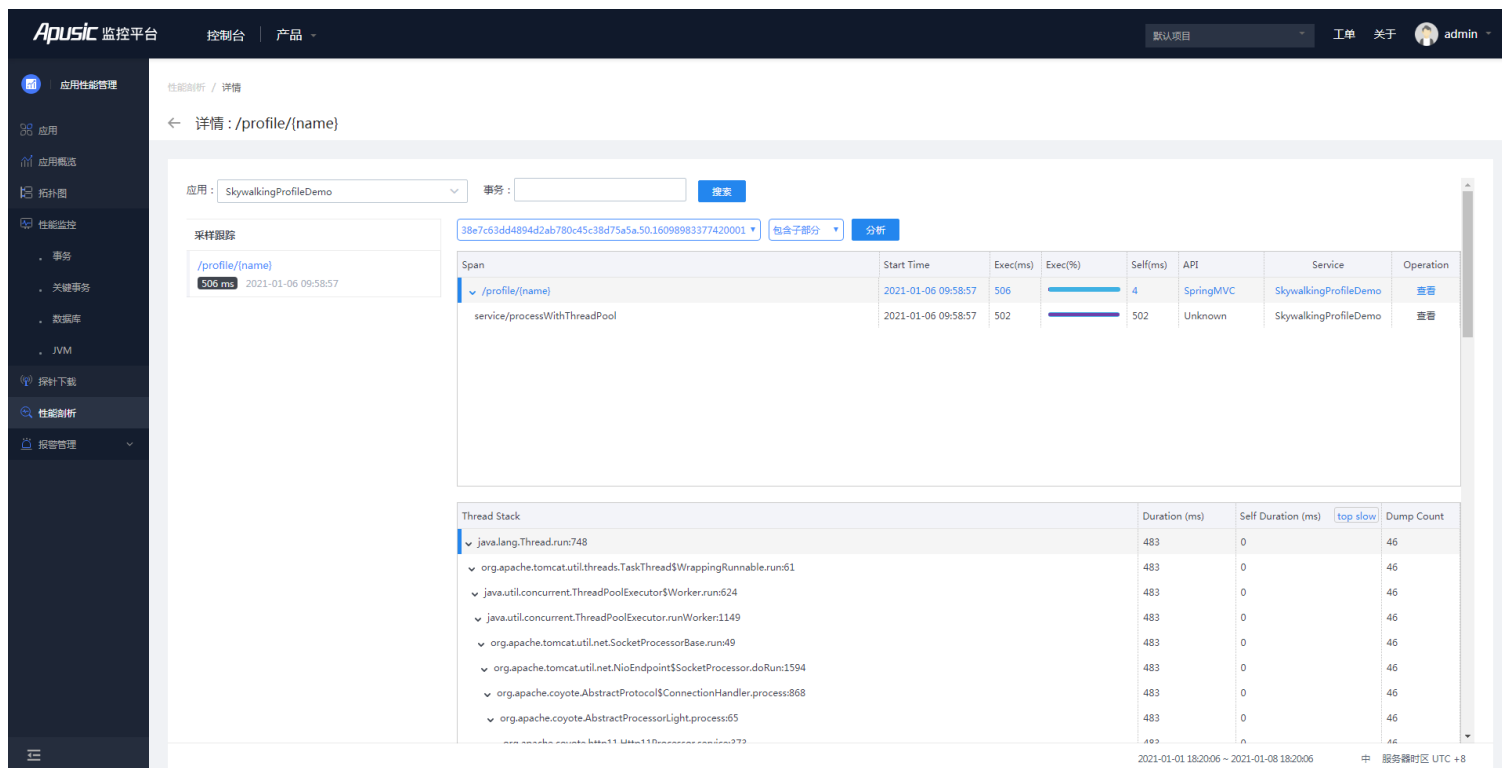 Apusic 监控平台 控制台 产品 默认项目 工单 关于 admin
应用性能管理
应用
应用概览
拓扑图
性能监控
事务
关键事务
数据库
JVM
探针下载
性能剖析
报警管理
性能剖析 / 详情
← 详情 : /profile/{name}
应用： SkywalkingProfileDemo 事务： 搜索
采样跟踪
/profile/{name}
506 ms 2021-01-06 09:58:57
38e7c63dd4894d2ab780c45c38d75a5a.50.16098983377420001 包含子部分 分析
Span Start Time Exec(ms) Exec(%) Self(ms) API Service Operation
/profile/{name} 2021-01-06 09:58:57 506 4 SpringMVC SkywalkingProfileDemo 查看
service/processWithThreadPool 2021-01-06 09:58:57 502 502 Unknown SkywalkingProfileDemo 查看
Thread Stack Duration (ms) Self Duration (ms) top slow Dump Count
java.lang.Thread.run:748 483 0 46
org.apache.tomcat.util.threads.TaskThread$WrappingRunnable.run:61 483 0 46
java.util.concurrent.ThreadPoolExecutor$Worker.run:624 483 0 46
java.util.concurrent.ThreadPoolExecutor.runWorker:1149 483 0 46
org.apache.tomcat.util.net.SocketProcessorBase.run:49 483 0 46
org.apache.tomcat.util.net.NioEndpoint$SocketProcessor.doRun:1594 483 0 46
org.apache.coyote.AbstractProtocol$ConnectionHandler.process:868 483 0 46
org.apache.coyote.AbstractProcessorLight.process:65 483 0 46
org.apache.coyote.http11.Http11Processor.service:373 483 0 46
2021-01-01 18:20:06 ~ 2021-01-08 18:20:06 中 服务器时区 UTC +8